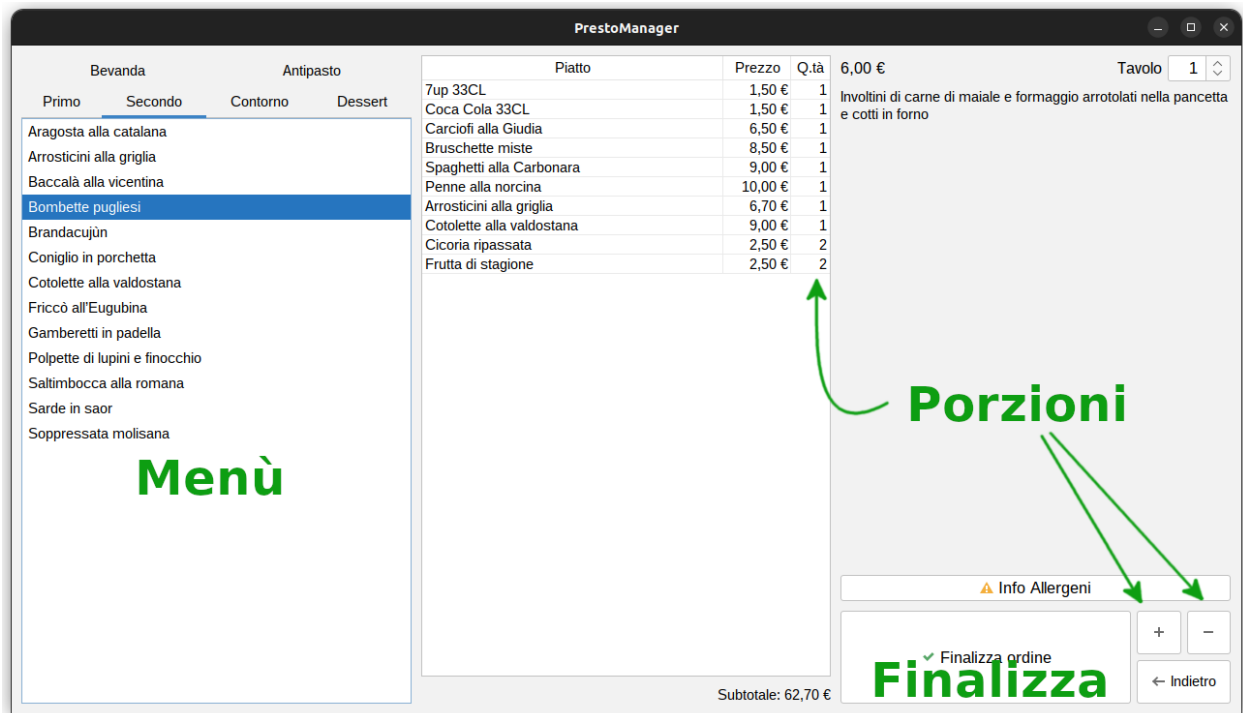 PrestoManager
Bevanda Antipasto
Primo Secondo Contorno Dessert
Aragosta alla catalana
Arrosticini alla griglia
Baccalà alla vicentina
Bombette pugliesi
Brandacujùn
Coniglio in porchetta
Cotolette alla valdostana
Friccò all'Eugubina
Gamberetti in padella
Polpette di lupini e finocchio
Saltimbocca alla romana
Sarde in saor
Soppressata molisana
Menù
Piatto Prezzo Q.tà
7up 33CL 1,50 € 1
Coca Cola 33CL 1,50 € 1
Carciofi alla Giudia 6,50 € 1
Bruschette miste 8,50 € 1
Spaghetti alla Carbonara 9,00 € 1
Penne alla norcina 10,00 € 1
Arrosticini alla griglia 6,70 € 1
Cotolette alla valdostana 9,00 € 1
Cicoria ripassata 2,50 € 2
Frutta di stagione 2,50 € 2
Subtotale: 62,70 €
6,00 € Tavolo 1
Involtini di carne di maiale e formaggio arrotolati nella pancetta
e cotti in forno
Porzioni
Info Allergeni
Finalizza ordine
Finalizza
+ −
← Indietro